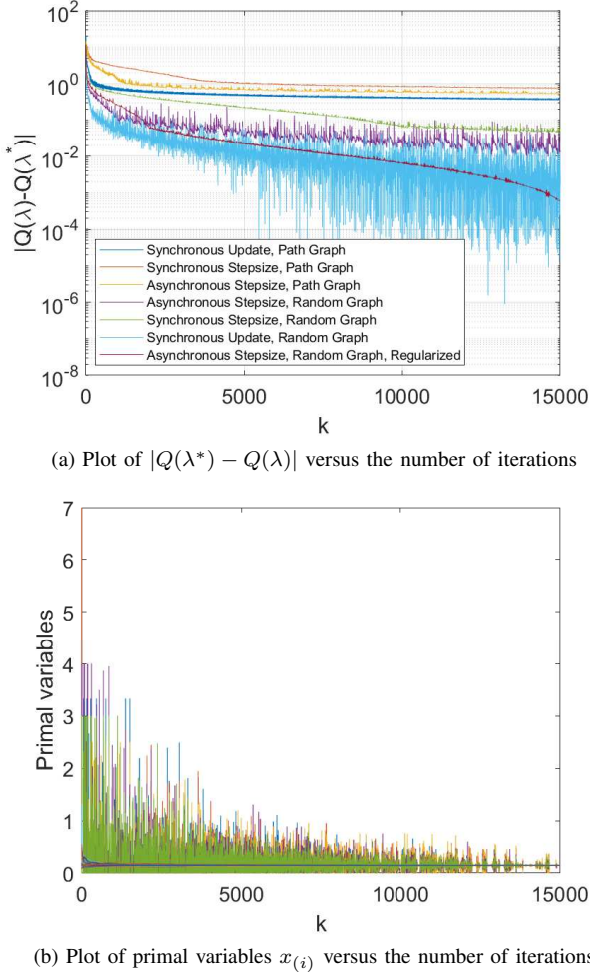 10^2
10^0
10^-2
10^-4
10^-6
10^-8
|Q(λ)-Q(λ^*)|
Synchronous Update, Path Graph
Synchronous Stepsize, Path Graph
Asynchronous Stepsize, Path Graph
Asynchronous Stepsize, Random Graph
Synchronous Stepsize, Random Graph
Synchronous Update, Random Graph
Asynchronous Stepsize, Random Graph, Regularized
0 5000 10000 15000
k
(a) Plot of |Q(λ*) − Q(λ)| versus the number of iterations
7
6
5
4
3
2
1
0
Primal variables
0 5000 10000 15000
k
(b) Plot of primal variables x_(i) versus the number of iterations